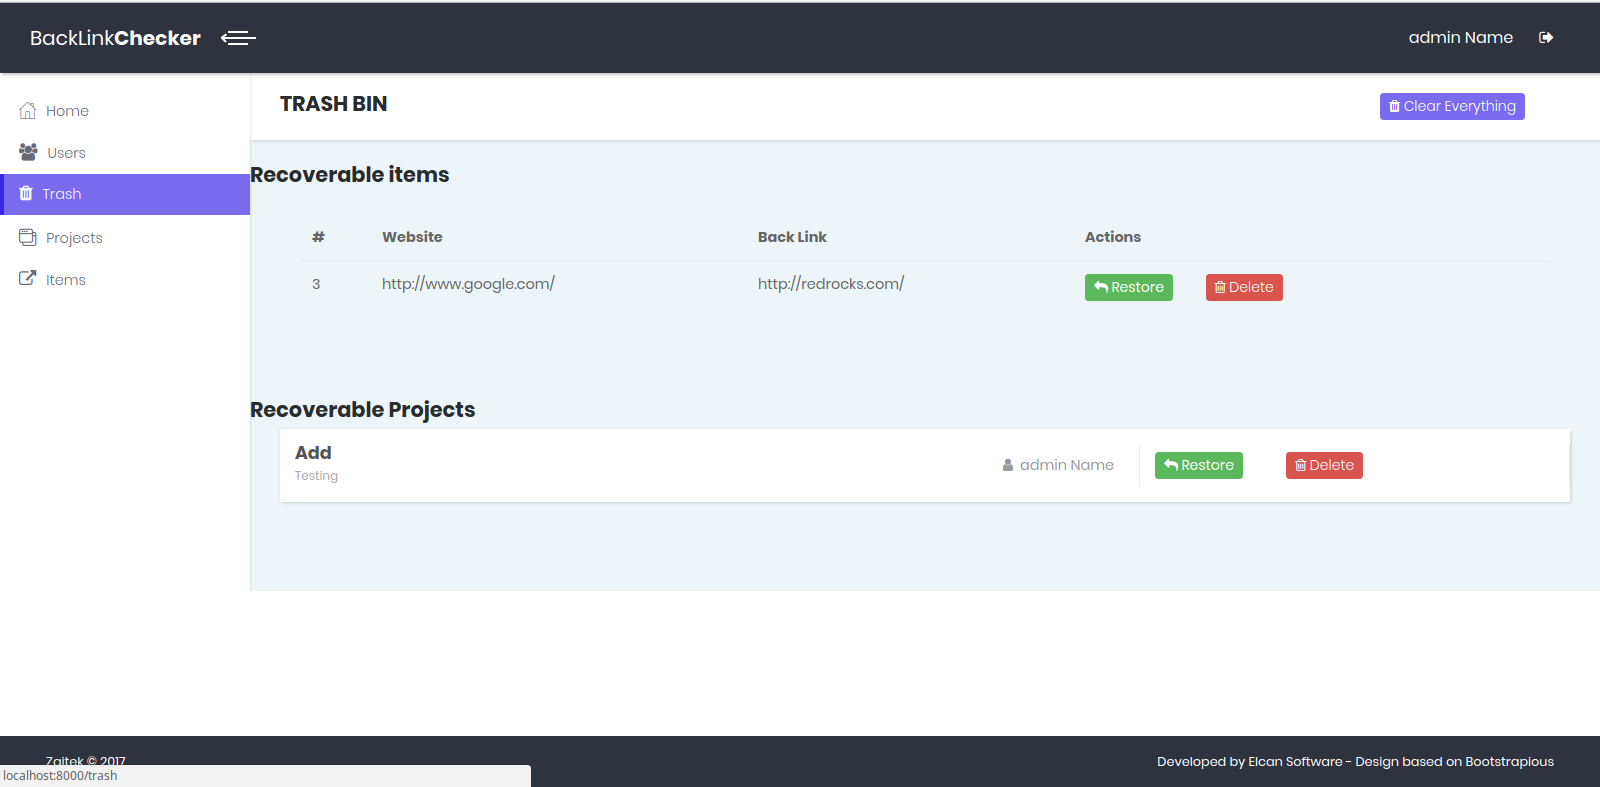 BackLinkChecker
admin Name
Home
Users
Trash
Projects
Items
TRASH BIN
Clear Everything
Recoverable items
# Website Back Link Actions
3 http://www.google.com/ http://redrocks.com/ Restore Delete
Recoverable Projects
Add
Testing
admin Name
Restore
Delete
Zaitek © 2017
Developed by Elcan Software - Design based on Bootstrapious
localhost:8000/trash